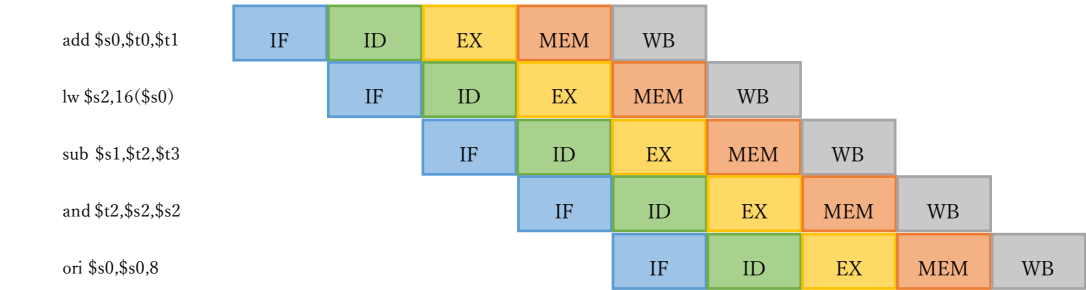 add $s0,$t0,$t1 IF ID EX MEM WB
lw $s2,16($s0) IF ID EX MEM WB
sub $s1,$t2,$t3 IF ID EX MEM WB
and $t2,$s2,$s2 IF ID EX MEM WB
ori $s0,$s0,8 IF ID EX MEM WB